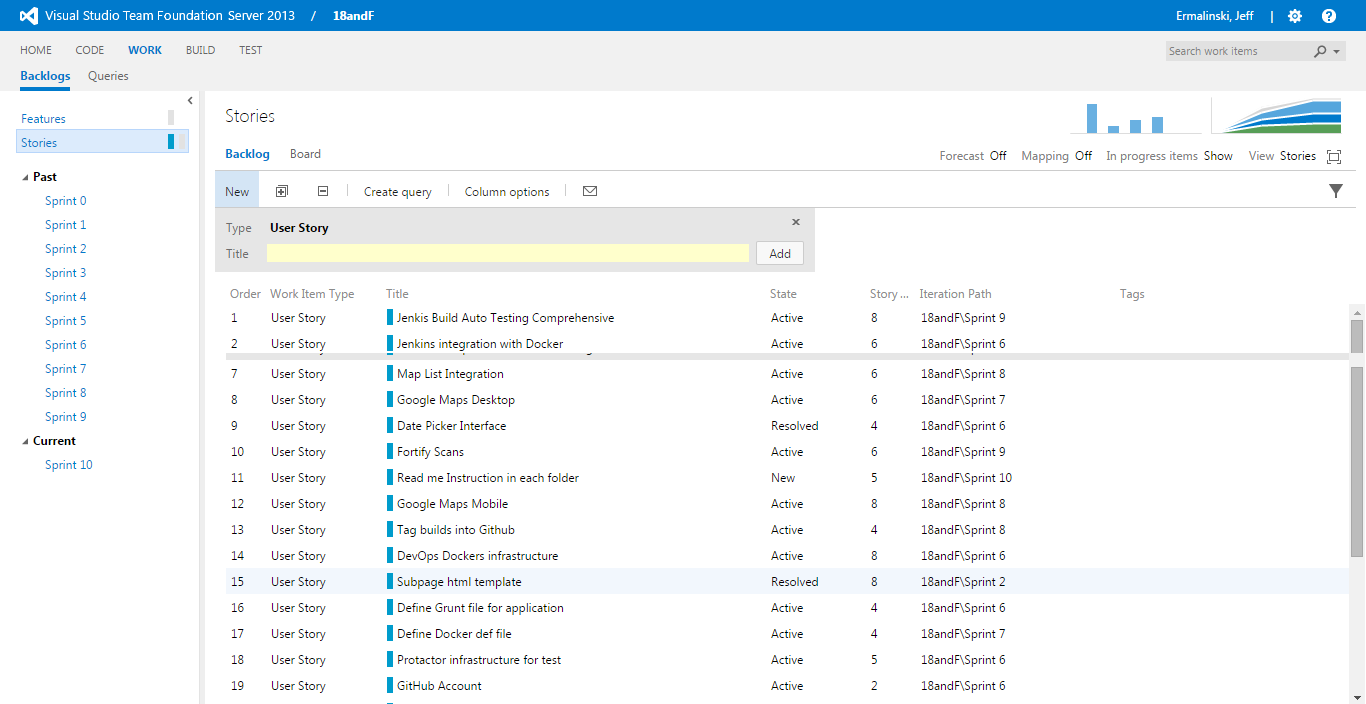 Visual Studio Team Foundation Server 2013 / 18andF Ermalinski, Jeff | ?
HOME CODE WORK BUILD TEST Search work items
Backlogs Queries
Features
Stories
Past
Sprint 0
Sprint 1
Sprint 2
Sprint 3
Sprint 4
Sprint 5
Sprint 6
Sprint 7
Sprint 8
Sprint 9
Current
Sprint 10
Stories
Backlog Board Forecast Off Mapping Off In progress items Show View Stories
New Create query Column options
Type User Story
Title Add
Order Work Item Type Title State Story ... Iteration Path Tags
1 User Story Jenkis Build Auto Testing Comprehensive Active 8 18andF\Sprint 9
2 User Story Jenkins integration with Docker Active 6 18andF\Sprint 6
7 User Story Map List Integration Active 6 18andF\Sprint 8
8 User Story Google Maps Desktop Active 6 18andF\Sprint 7
9 User Story Date Picker Interface Resolved 4 18andF\Sprint 6
10 User Story Fortify Scans Active 6 18andF\Sprint 9
11 User Story Read me Instruction in each folder New 5 18andF\Sprint 10
12 User Story Google Maps Mobile Active 8 18andF\Sprint 8
13 User Story Tag builds into Github Active 4 18andF\Sprint 8
14 User Story DevOps Dockers infrastructure Active 8 18andF\Sprint 6
15 User Story Subpage html template Resolved 8 18andF\Sprint 2
16 User Story Define Grunt file for application Active 4 18andF\Sprint 6
17 User Story Define Docker def file Active 4 18andF\Sprint 7
18 User Story Protactor infrastructure for test Active 5 18andF\Sprint 6
19 User Story GitHub Account Active 2 18andF\Sprint 6